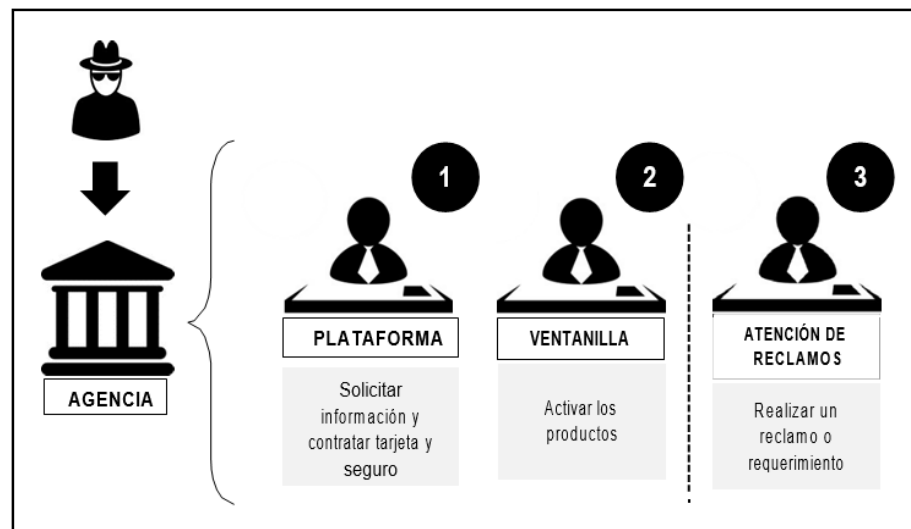 1
2
3
AGENCIA
PLATAFORMA
Solicitar
información y
contratar tarjeta y
seguro
VENTANILLA
Activar los
productos
ATENCIÓN DE
RECLAMOS
Realizar un
reclamo o
requerimiento